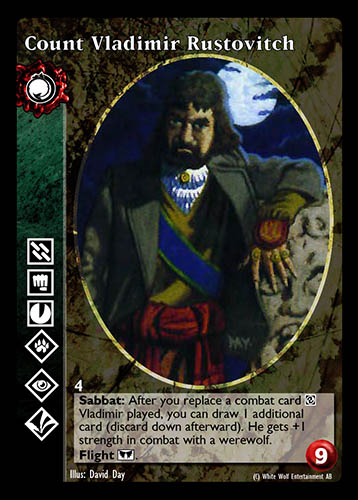 Count Vladimir Rustovitch
4
Sabbat: After you replace a combat card
Vladimir played, you can draw 1 additional
card (discard down afterward). He gets +1
strength in combat with a werewolf.
Flight
9
Illus: David Day
(C) White Wolf Entertainment AB